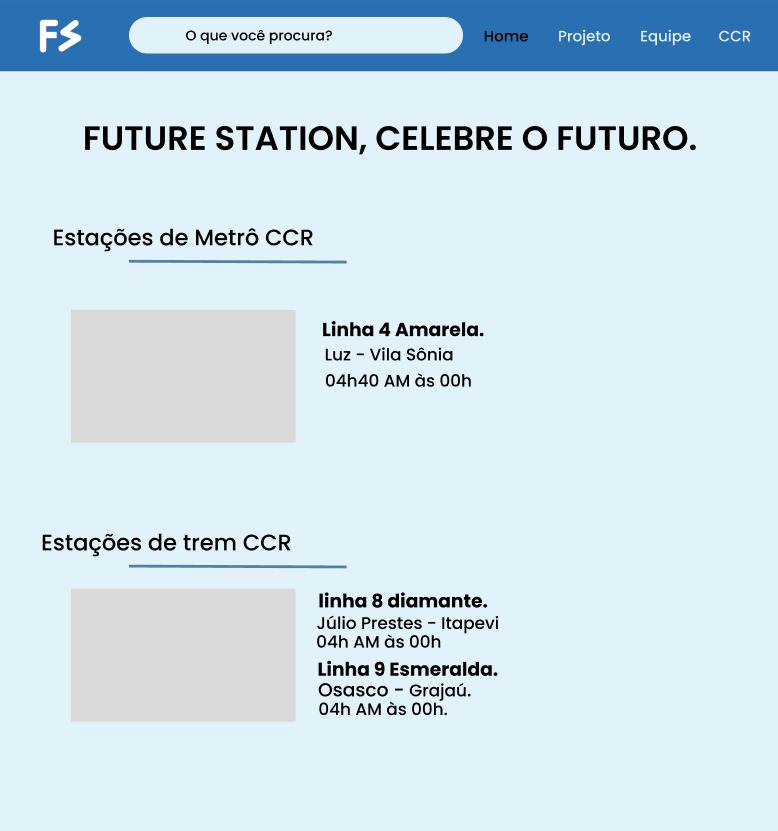 FS
O que você procura?
Home Projeto Equipe CCR
FUTURE STATION, CELEBRE O FUTURO.
Estações de Metrô CCR
Linha 4 Amarela.
Luz - Vila Sônia
04h40 AM às 00h
Estações de trem CCR
linha 8 diamante.
Júlio Prestes - Itapevi
04h AM às 00h
Linha 9 Esmeralda.
Osasco - Grajaú.
04h AM às 00h.